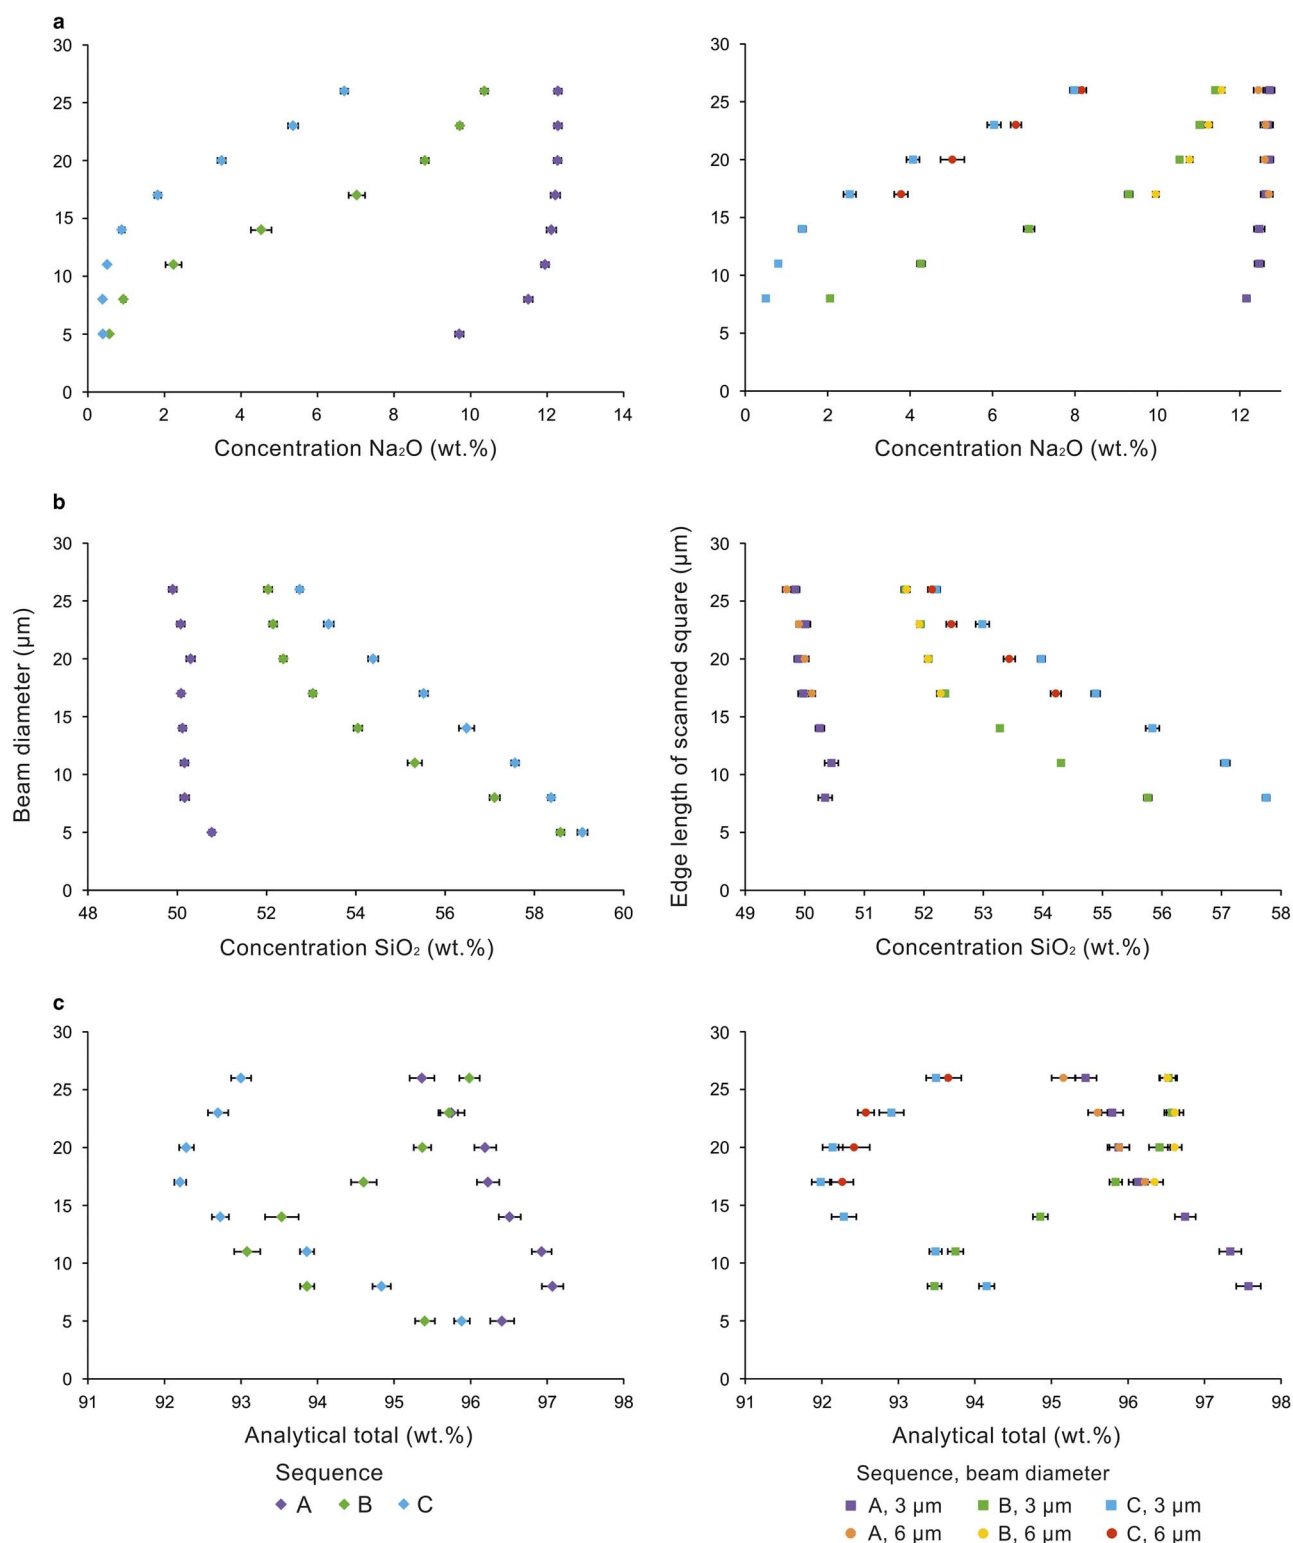 a
30
25
20
15
10
5
0
0 2 4 6 8 10 12 14
Concentration Na₂O (wt.%)
30
25
20
15
10
5
0
0 2 4 6 8 10 12
Concentration Na₂O (wt.%)
b
Beam diameter (µm)
30
25
20
15
10
5
0
48 50 52 54 56 58 60
Concentration SiO₂ (wt.%)
Edge length of scanned square (µm)
30
25
20
15
10
5
0
49 50 51 52 53 54 55 56 57 58
Concentration SiO₂ (wt.%)
c
30
25
20
15
10
5
0
91 92 93 94 95 96 97 98
Analytical total (wt.%)
30
25
20
15
10
5
0
91 92 93 94 95 96 97 98
Analytical total (wt.%)
Sequence
A B C
Sequence, beam diameter
A, 3 µm B, 3 µm C, 3 µm
A, 6 µm B, 6 µm C, 6 µm